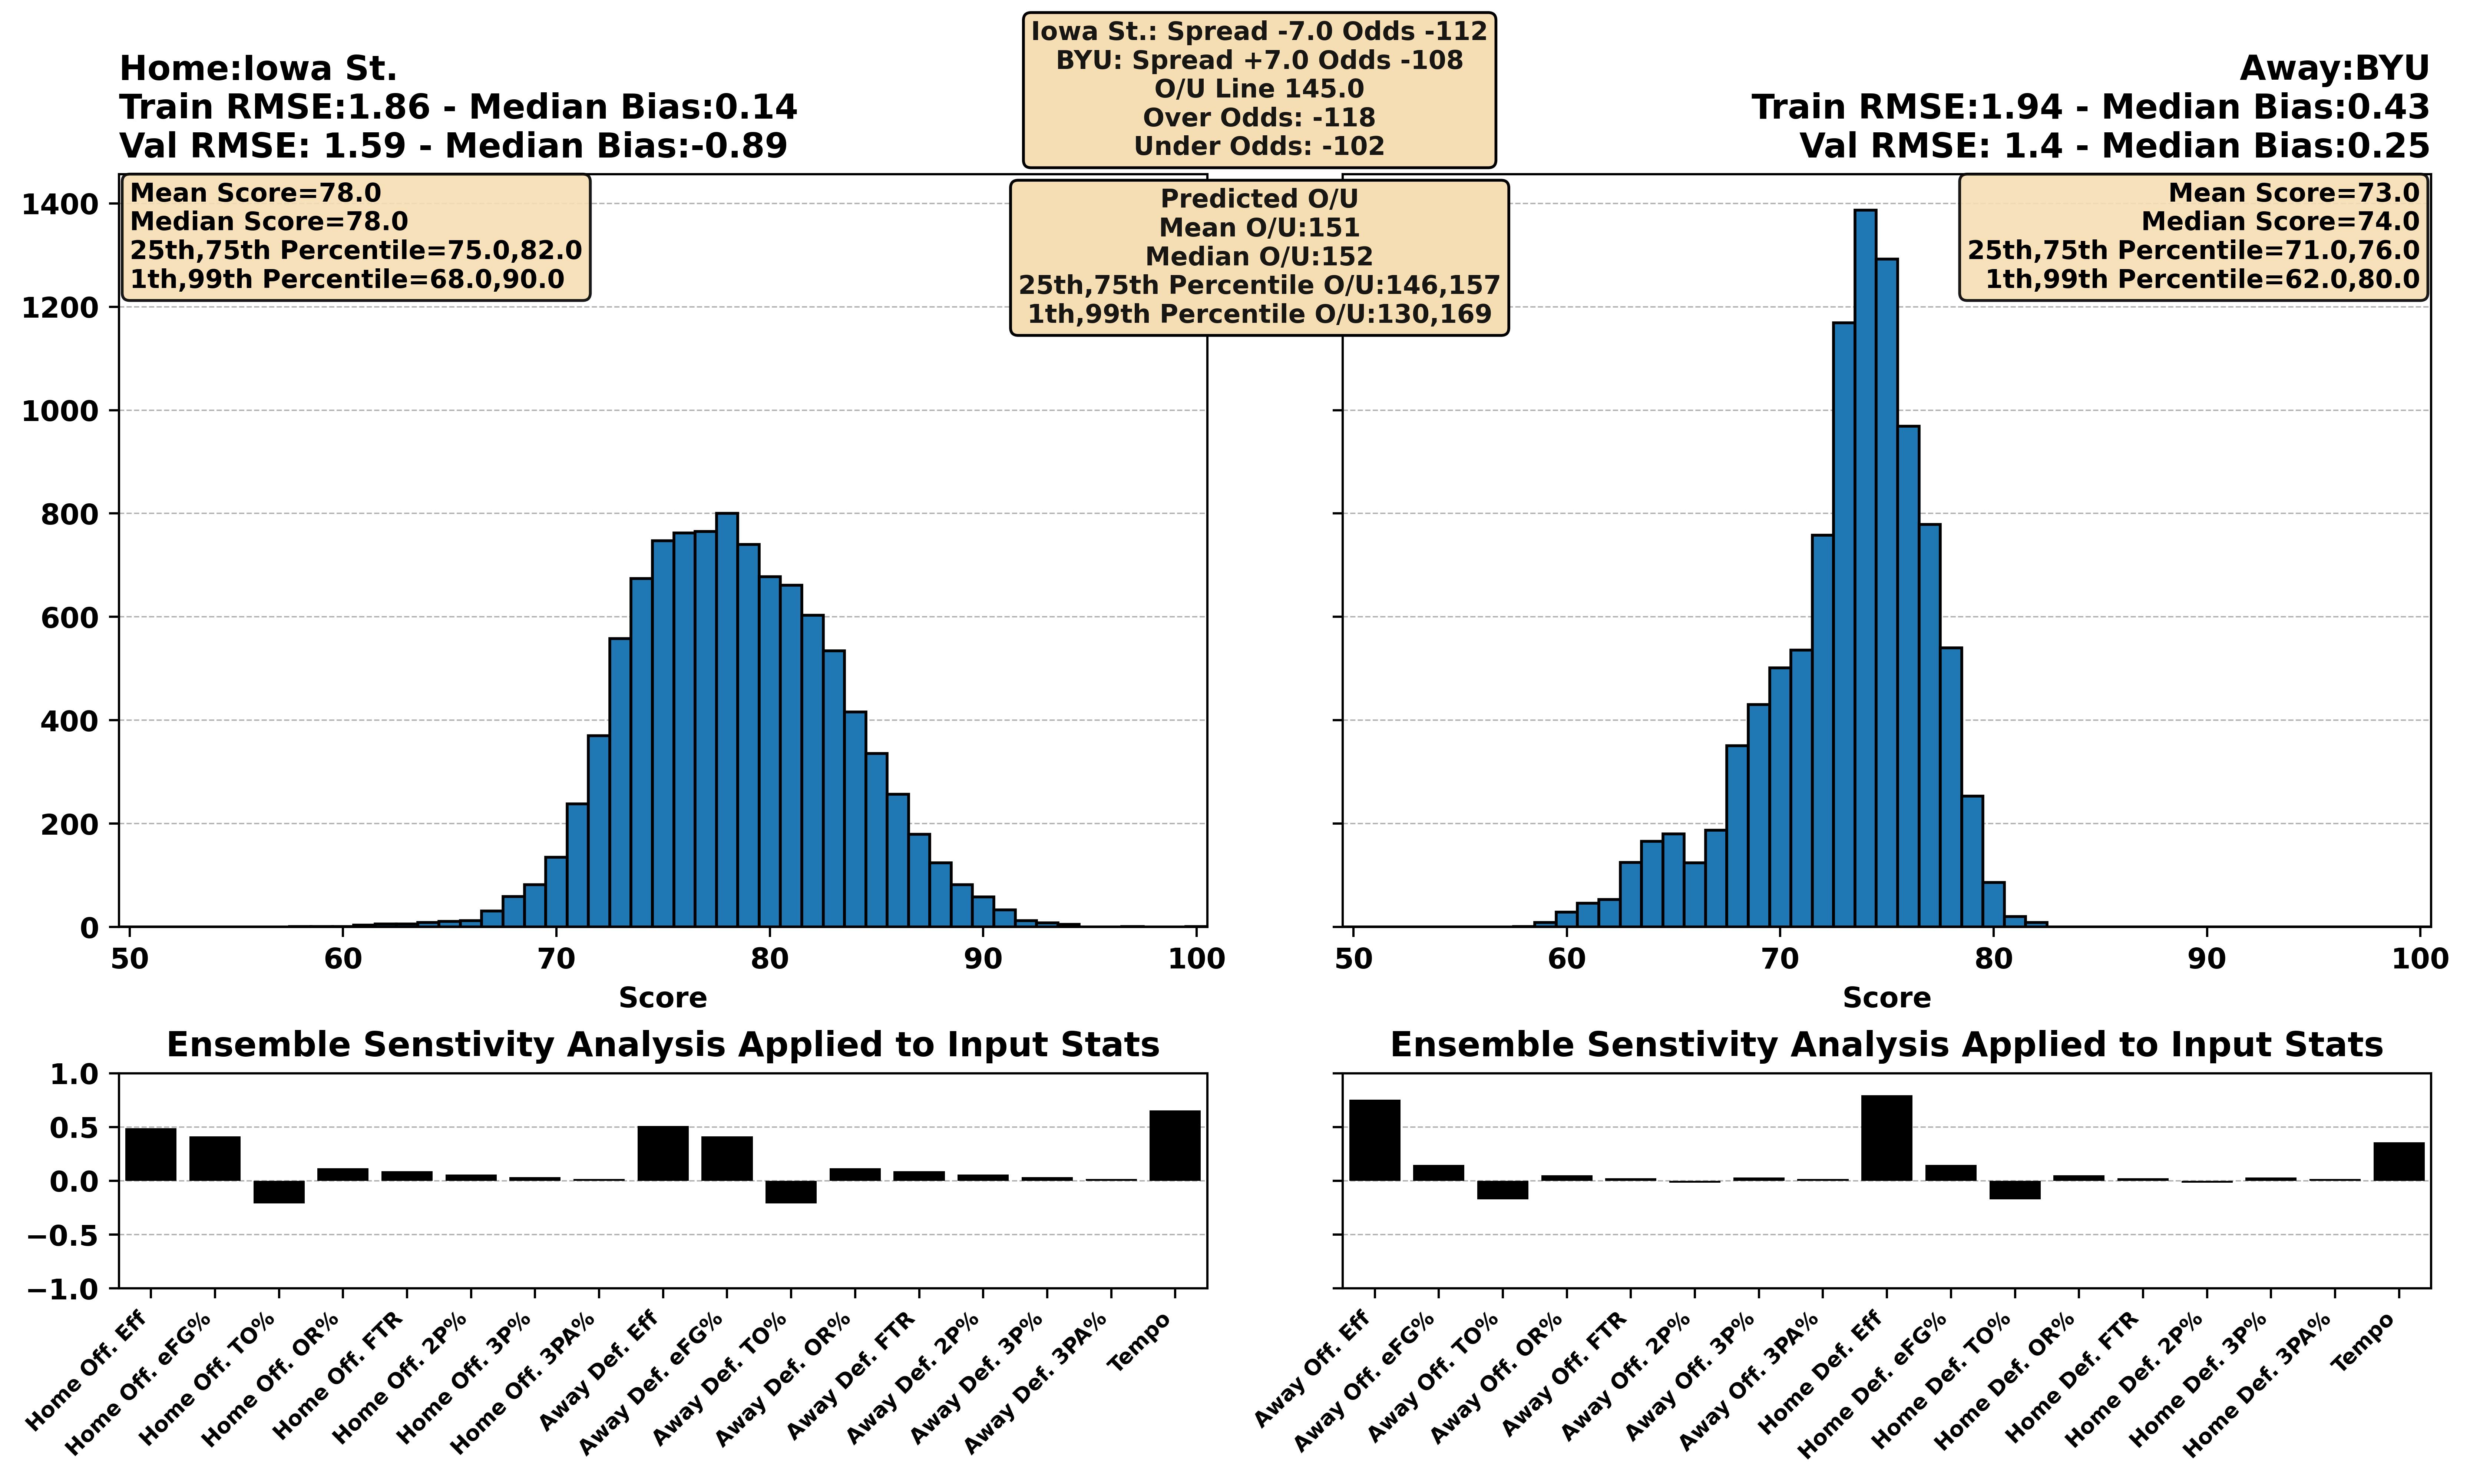 Iowa St.: Spread -7.0 Odds -112
BYU: Spread +7.0 Odds -108
O/U Line 145.0
Over Odds: -118
Under Odds: -102
Home:Iowa St.
Train RMSE:1.86 - Median Bias:0.14
Val RMSE: 1.59 - Median Bias:-0.89
Away:BYU
Train RMSE:1.94 - Median Bias:0.43
Val RMSE: 1.4 - Median Bias:0.25
Mean Score=78.0
Median Score=78.0
25th,75th Percentile=75.0,82.0
1th,99th Percentile=68.0,90.0
Predicted O/U
Mean O/U:151
Median O/U:152
25th,75th Percentile O/U:146,157
1th,99th Percentile O/U:130,169
Mean Score=73.0
Median Score=74.0
25th,75th Percentile=71.0,76.0
1th,99th Percentile=62.0,80.0
1400
1200
1000
800
600
400
200
0
50 60 70 80 90 100
Score
50 60 70 80 90 100
Score
Ensemble Senstivity Analysis Applied to Input Stats
1.0
0.5
0.0
−0.5
−1.0
Home Off. Eff
Home Off. eFG%
Home Off. TO%
Home Off. OR%
Home Off. FTR
Home Off. 2P%
Home Off. 3P%
Home Off. 3PA%
Away Def. Eff
Away Def. eFG%
Away Def. TO%
Away Def. OR%
Away Def. FTR
Away Def. 2P%
Away Def. 3P%
Away Def. 3PA%
Tempo
Ensemble Senstivity Analysis Applied to Input Stats
Away Off. Eff
Away Off. eFG%
Away Off. TO%
Away Off. OR%
Away Off. FTR
Away Off. 2P%
Away Off. 3P%
Away Off. 3PA%
Home Def. Eff
Home Def. eFG%
Home Def. TO%
Home Def. OR%
Home Def. FTR
Home Def. 2P%
Home Def. 3P%
Home Def. 3PA%
Tempo